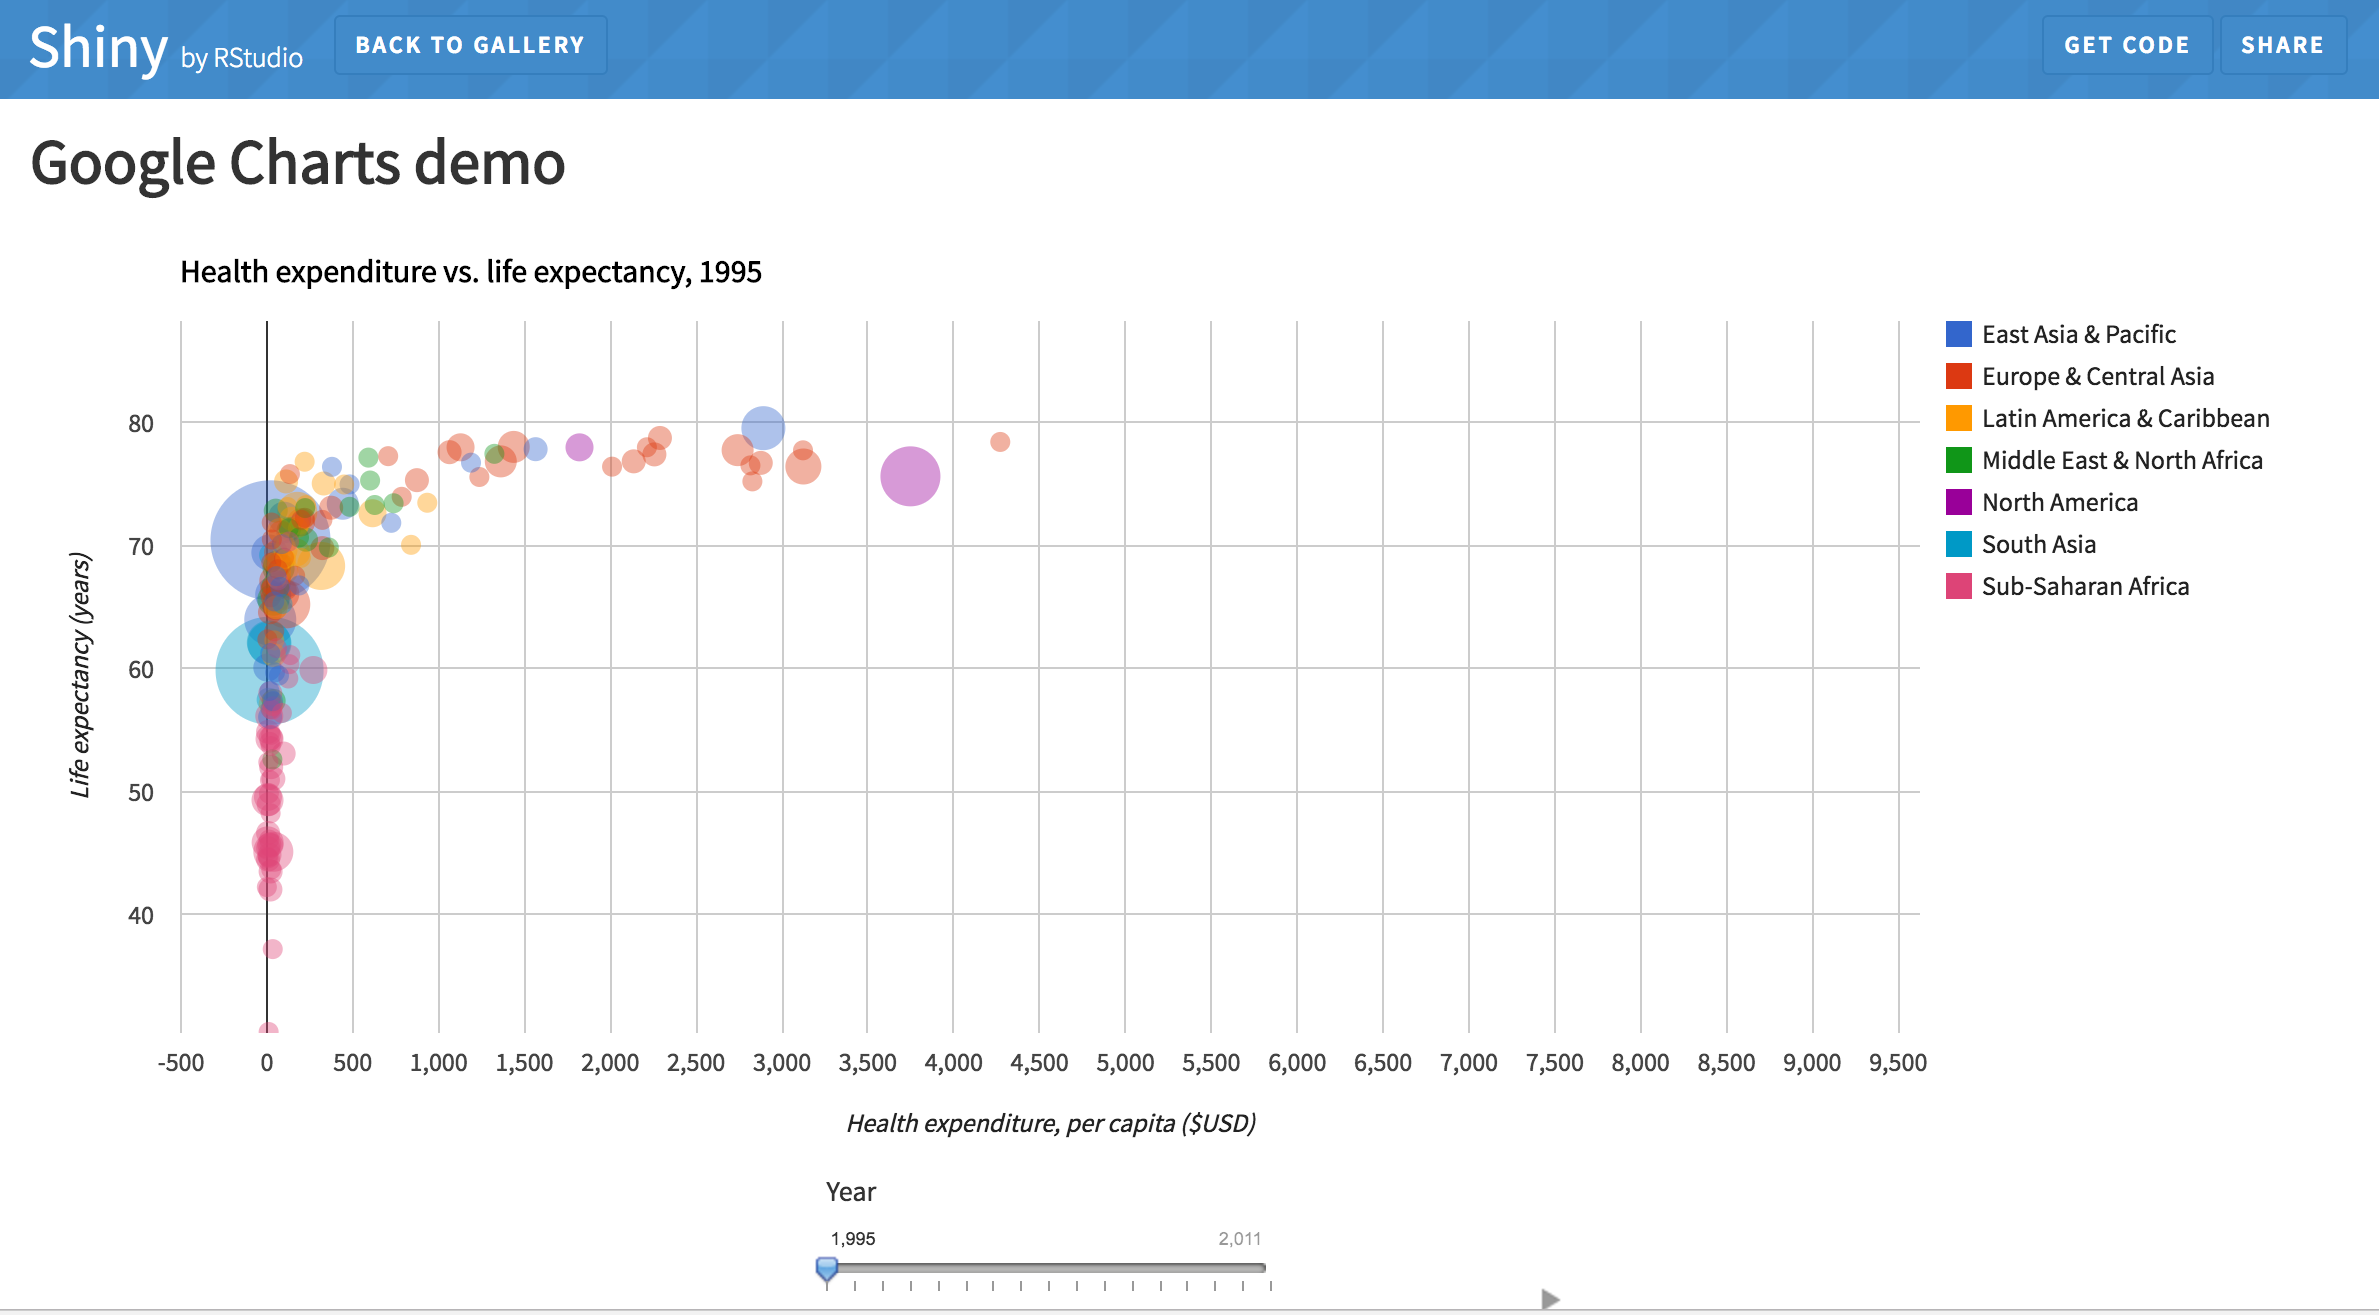 Shiny by RStudio BACK TO GALLERY GET CODE SHARE
Google Charts demo
Health expenditure vs. life expectancy, 1995
East Asia & Pacific
Europe & Central Asia
Latin America & Caribbean
Middle East & North Africa
North America
South Asia
Sub-Saharan Africa
Life expectancy (years)
80
70
60
50
40
-500 0 500 1,000 1,500 2,000 2,500 3,000 3,500 4,000 4,500 5,000 5,500 6,000 6,500 7,000 7,500 8,000 8,500 9,000 9,500
Health expenditure, per capita ($USD)
Year
1,995 2,011